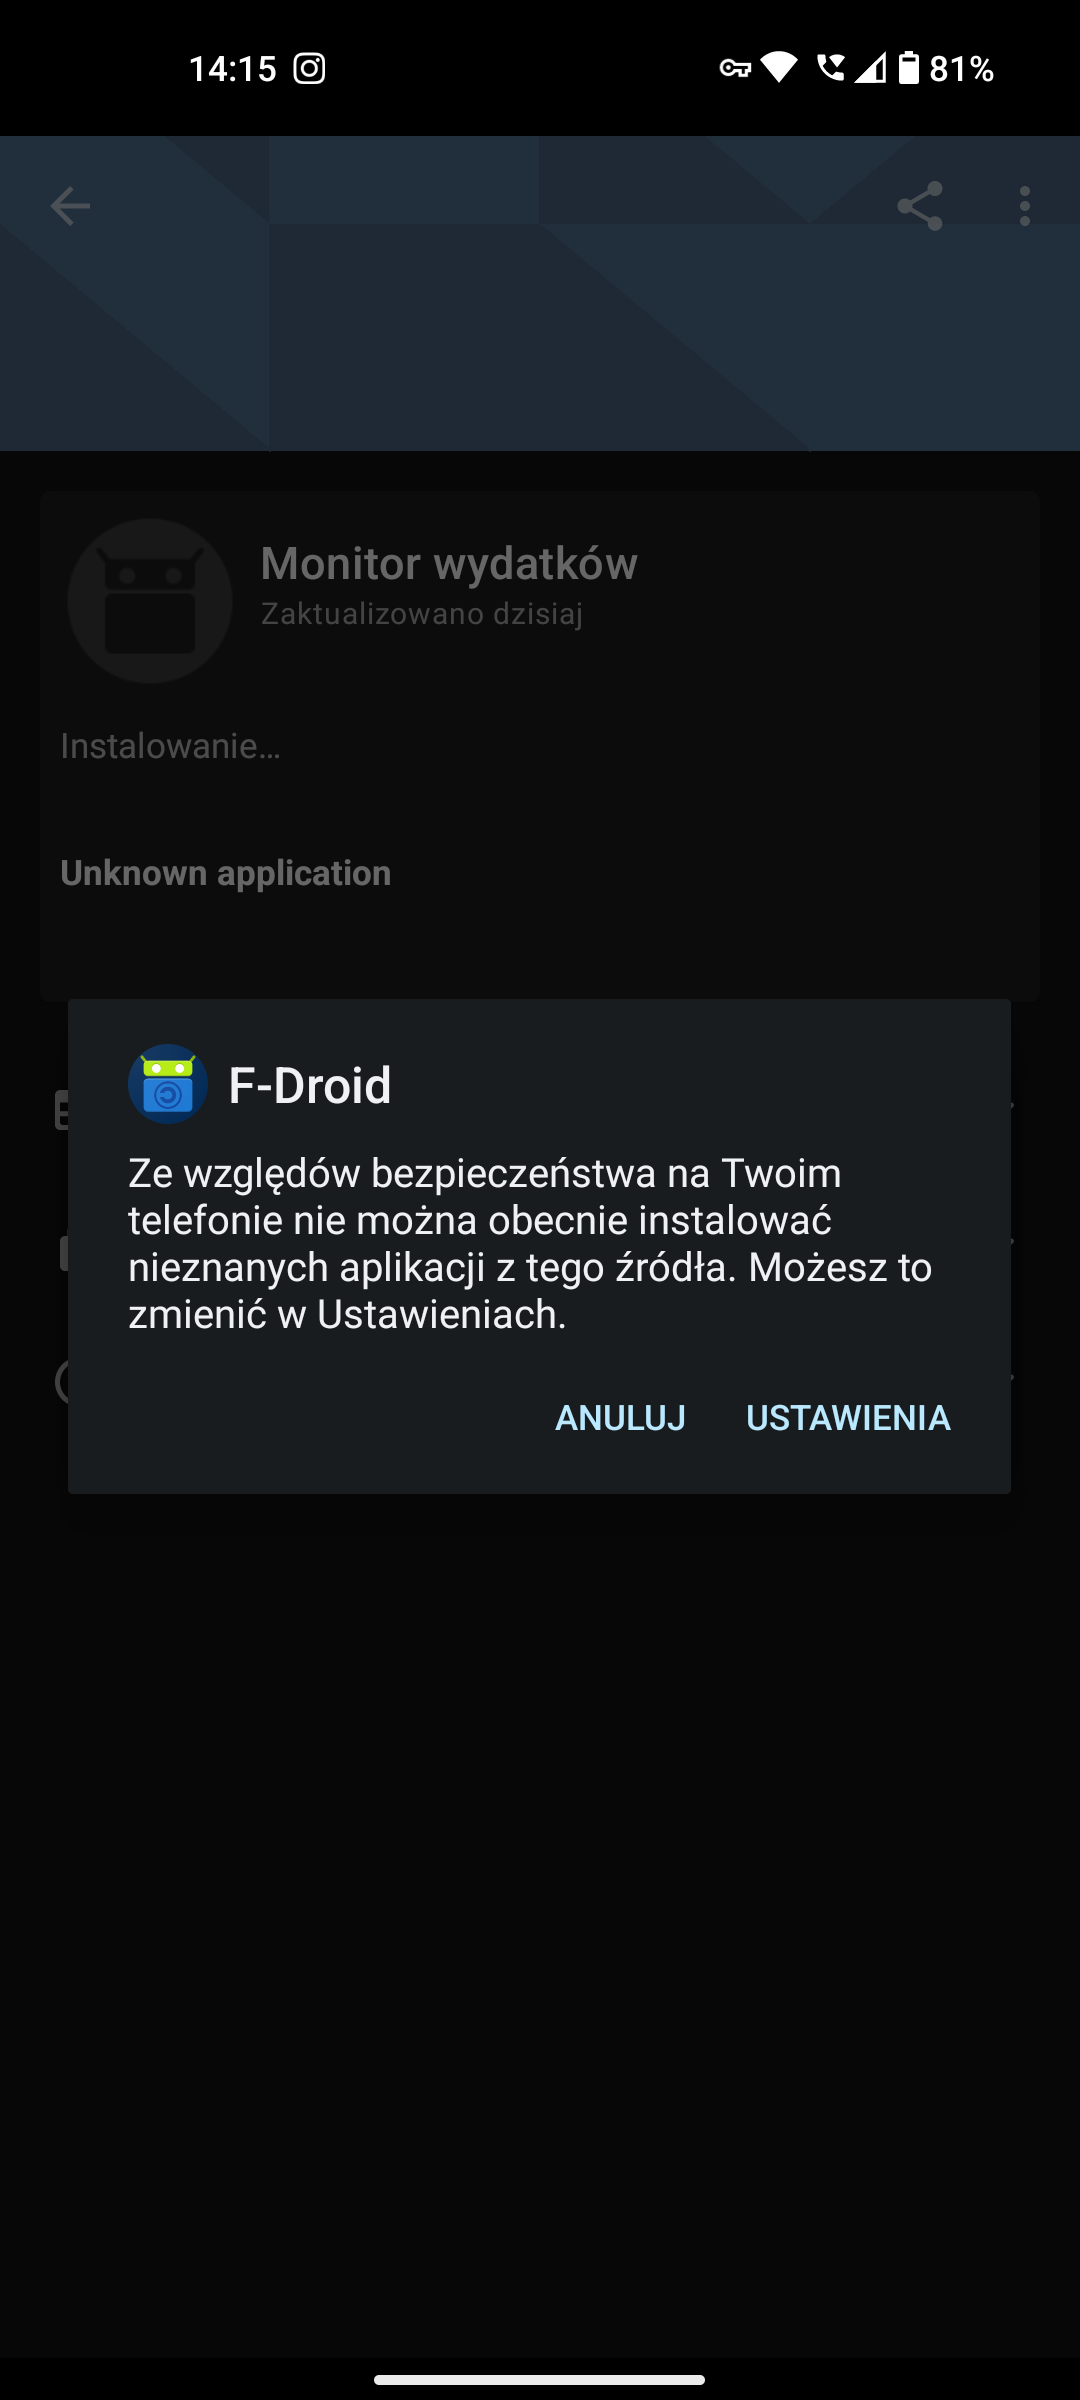 14:15
81%
Monitor wydatków
Zaktualizowano dzisiaj
Instalowanie…
Unknown application
F-Droid
Ze względów bezpieczeństwa na Twoim
telefonie nie można obecnie instalować
nieznanych aplikacji z tego źródła. Możesz to
zmienić w Ustawieniach.
ANULUJ
USTAWIENIA